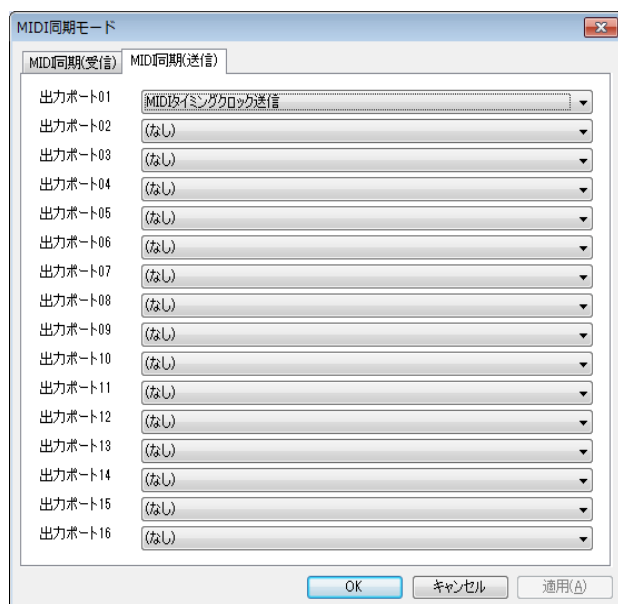 MIDI同期モード
MIDI同期(受信) MIDI同期(送信)
出力ポート01 MIDIタイミングクロック送信
出力ポート02 (なし)
出力ポート03 (なし)
出力ポート04 (なし)
出力ポート05 (なし)
出力ポート06 (なし)
出力ポート07 (なし)
出力ポート08 (なし)
出力ポート09 (なし)
出力ポート10 (なし)
出力ポート11 (なし)
出力ポート12 (なし)
出力ポート13 (なし)
出力ポート14 (なし)
出力ポート15 (なし)
出力ポート16 (なし)
OK キャンセル 適用(A)